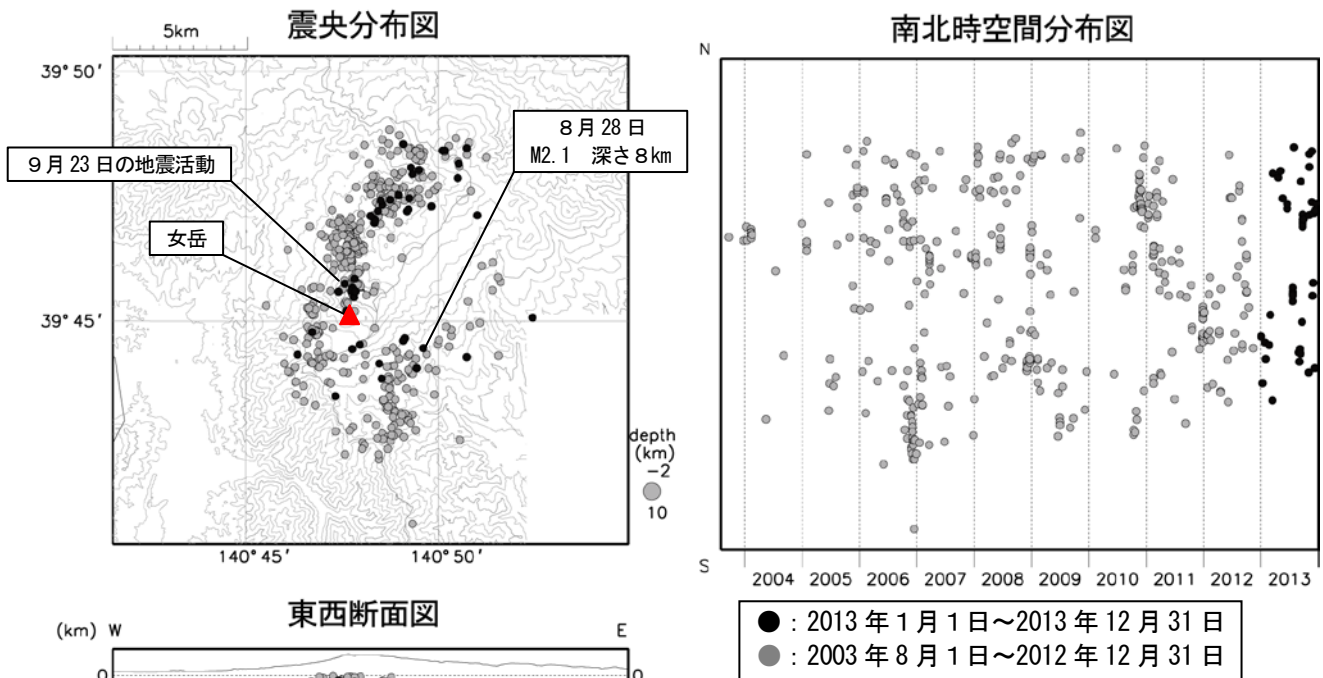 震央分布図
5km
39°50′
８月28日
M2.1 深さ８km
９月23日の地震活動
女岳
39°45′
depth
(km)
-2
10
140°45′
140°50′
南北時空間分布図
N
S
2004 2005 2006 2007 2008 2009 2010 2011 2012 2013
●：2013年１月１日～2013年12月31日
●：2003年８月１日～2012年12月31日
東西断面図
(km) W E
0 0